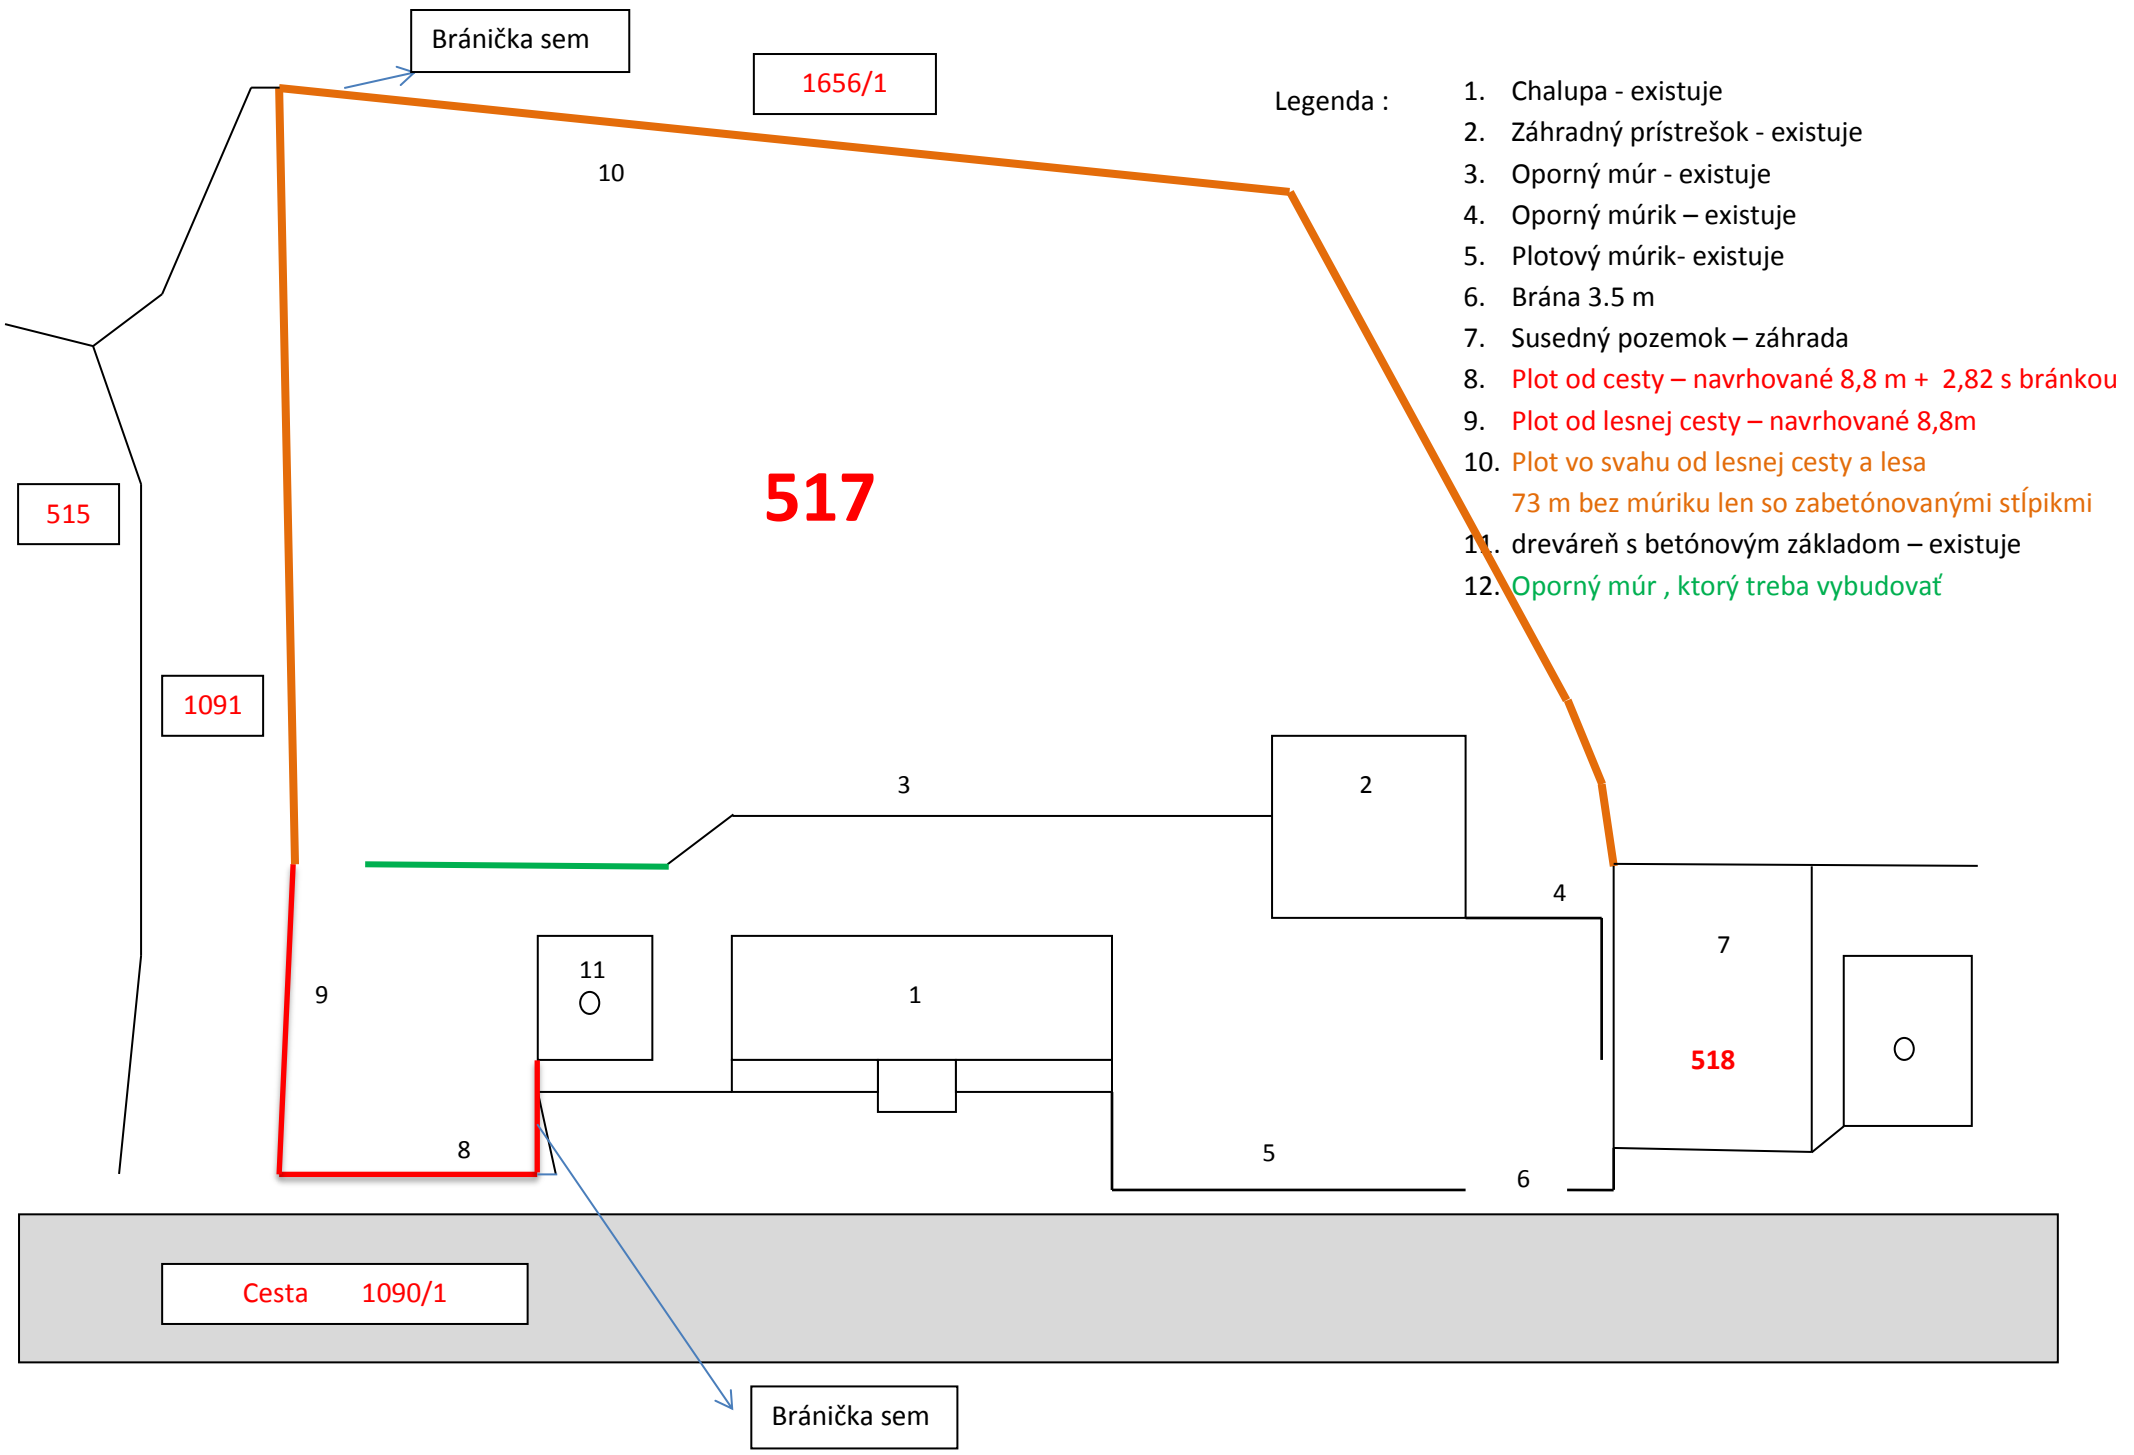 Bránička sem
1656/1
Legenda :
1. Chalupa - existuje
2. Záhradný prístrešok - existuje
3. Oporný múr - existuje
4. Oporný múrik – existuje
5. Plotový múrik- existuje
6. Brána 3.5 m
7. Susedný pozemok – záhrada
8. Plot od cesty – navrhované 8,8 m + 2,82 s bránkou
9. Plot od lesnej cesty – navrhované 8,8m
10. Plot vo svahu od lesnej cesty a lesa
73 m bez múriku len so zabetónovanými stĺpikmi
11. dreváreň s betónovým základom – existuje
12. Oporný múr , ktorý treba vybudovať
10
517
515
1091
3
2
4
7
11
9
1
518
8
5
6
Cesta 1090/1
Bránička sem